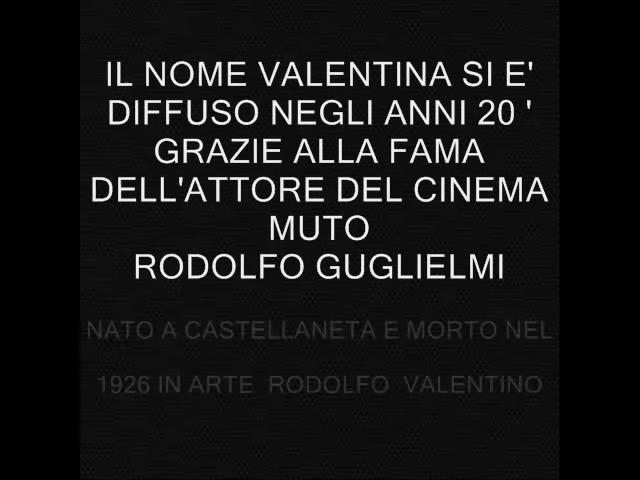 IL NOME VALENTINA SI E'
DIFFUSO NEGLI ANNI 20 '
GRAZIE ALLA FAMA
DELL'ATTORE DEL CINEMA
MUTO
RODOLFO GUGLIELMI
NATO A CASTELLANETA E MORTO NEL
1926 IN ARTE RODOLFO VALENTINO